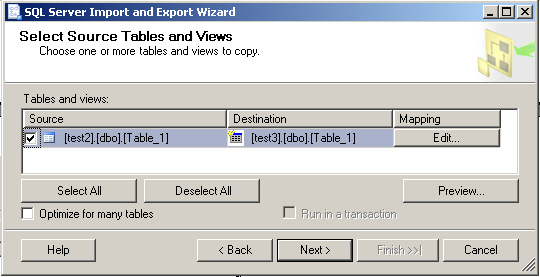 SQL Server Import and Export Wizard
Select Source Tables and Views
Choose one or more tables and views to copy.
Tables and views:
Source Destination Mapping
[test2].[dbo].[Table_1] [test3].[dbo].[Table_1] Edit...
Select All Deselect All Preview...
Optimize for many tables Run in a transaction
Help < Back Next > Finish >>| Cancel